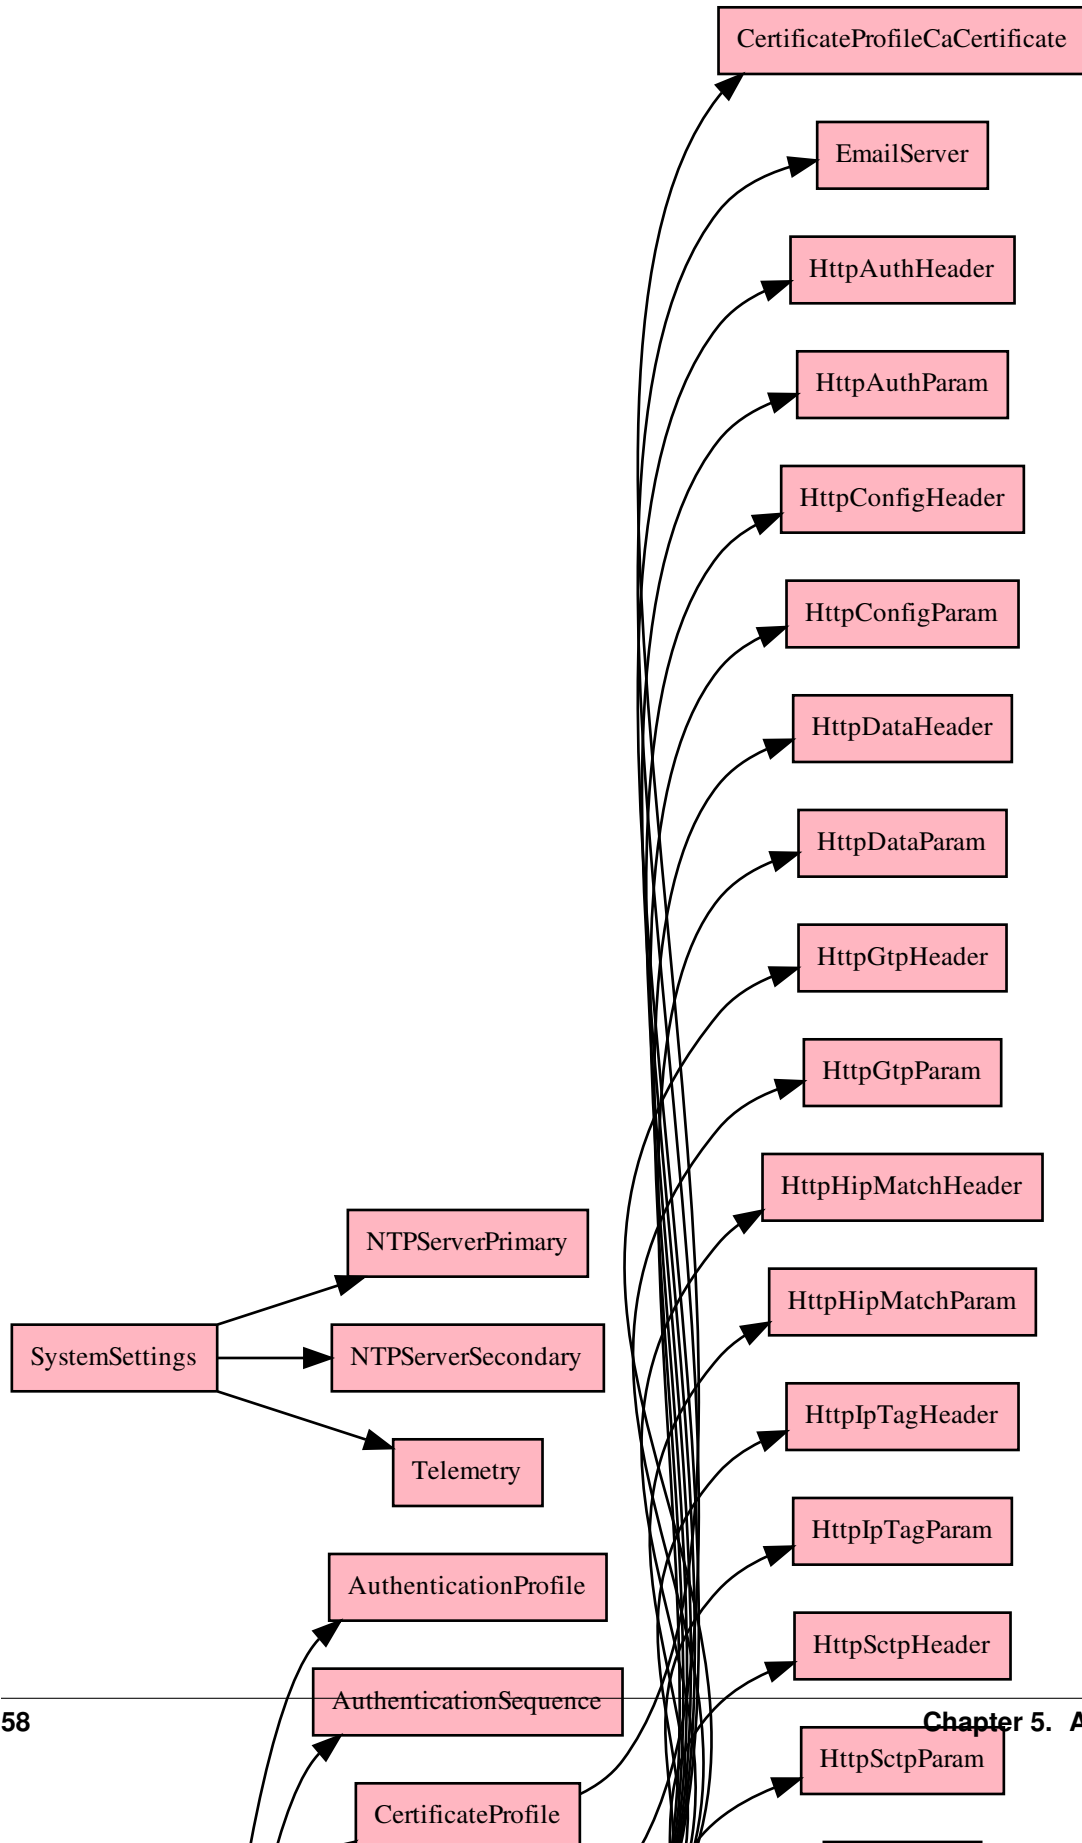 CertificateProfileCaCertificate
EmailServer
HttpAuthHeader
HttpAuthParam
HttpConfigHeader
HttpConfigParam
HttpDataHeader
HttpDataParam
HttpGtpHeader
HttpGtpParam
HttpHipMatchHeader
NTPServerPrimary
HttpHipMatchParam
SystemSettings
NTPServerSecondary
HttpIpTagHeader
Telemetry
HttpIpTagParam
AuthenticationProfile
HttpSctpHeader
AuthenticationSequence
58
Chapter 5. A
HttpSctpParam
CertificateProfile